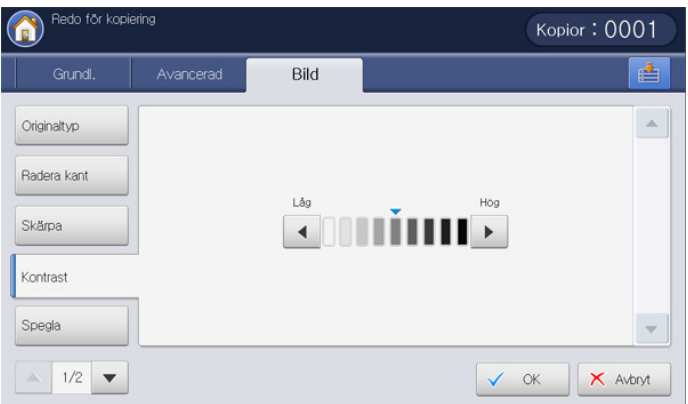 Redo för kopiering
Kopior : 0001
Grundl.
Avancerad
Bild
Originaltyp
Radera kant
Skärpa
Kontrast
Spegla
Låg
Hög
1/2
OK
Avbryt